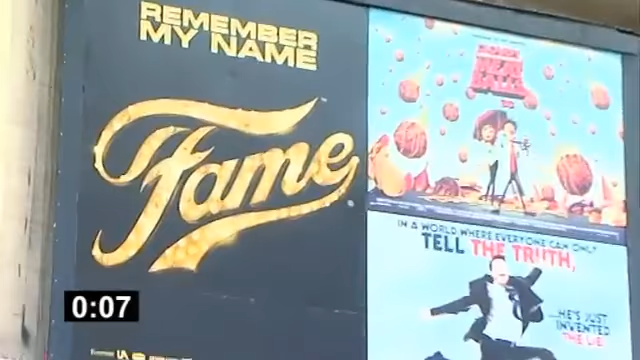 REMEMBER
MY NAME
Fame
IN A WORLD WHERE EVERYONE CAN ONLY
TELL THE TRUTH,
...HE'S JUST
INVENTED
THE LIE
0:07